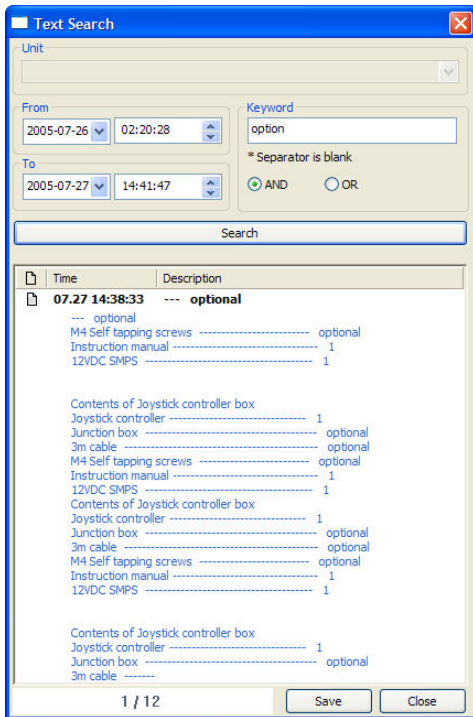 Text Search
Unit
From
2005-07-26 02:20:28
To
2005-07-27 14:41:47
Keyword
option
* Separator is blank
AND OR
Search
Time Description
07.27 14:38:33 --- optional
--- optional
M4 Self tapping screws ------------------------- optional
Instruction manual --------------------------------------- 1
12VDC SMPS -------------------------------------------- 1
Contents of Joystick controller box
Joystick controller ------------------------------- 1
Junction box --------------------------------------- optional
3m cable -------------------------------------------- optional
M4 Self tapping screws -------------------------- optional
Instruction manual --------------------------------------- 1
12VDC SMPS -------------------------------------- 1
Contents of Joystick controller box
Joystick controller ------------------------------- 1
Junction box --------------------------------------- optional
3m cable -------------------------------------------- optional
M4 Self tapping screws -------------------------- optional
Instruction manual --------------------------------------- 1
12VDC SMPS -------------------------------------- 1
Contents of Joystick controller box
Joystick controller ---------------------------------- 1
Junction box --------------------------------------- optional
3m cable -------
1 / 12
Save Close